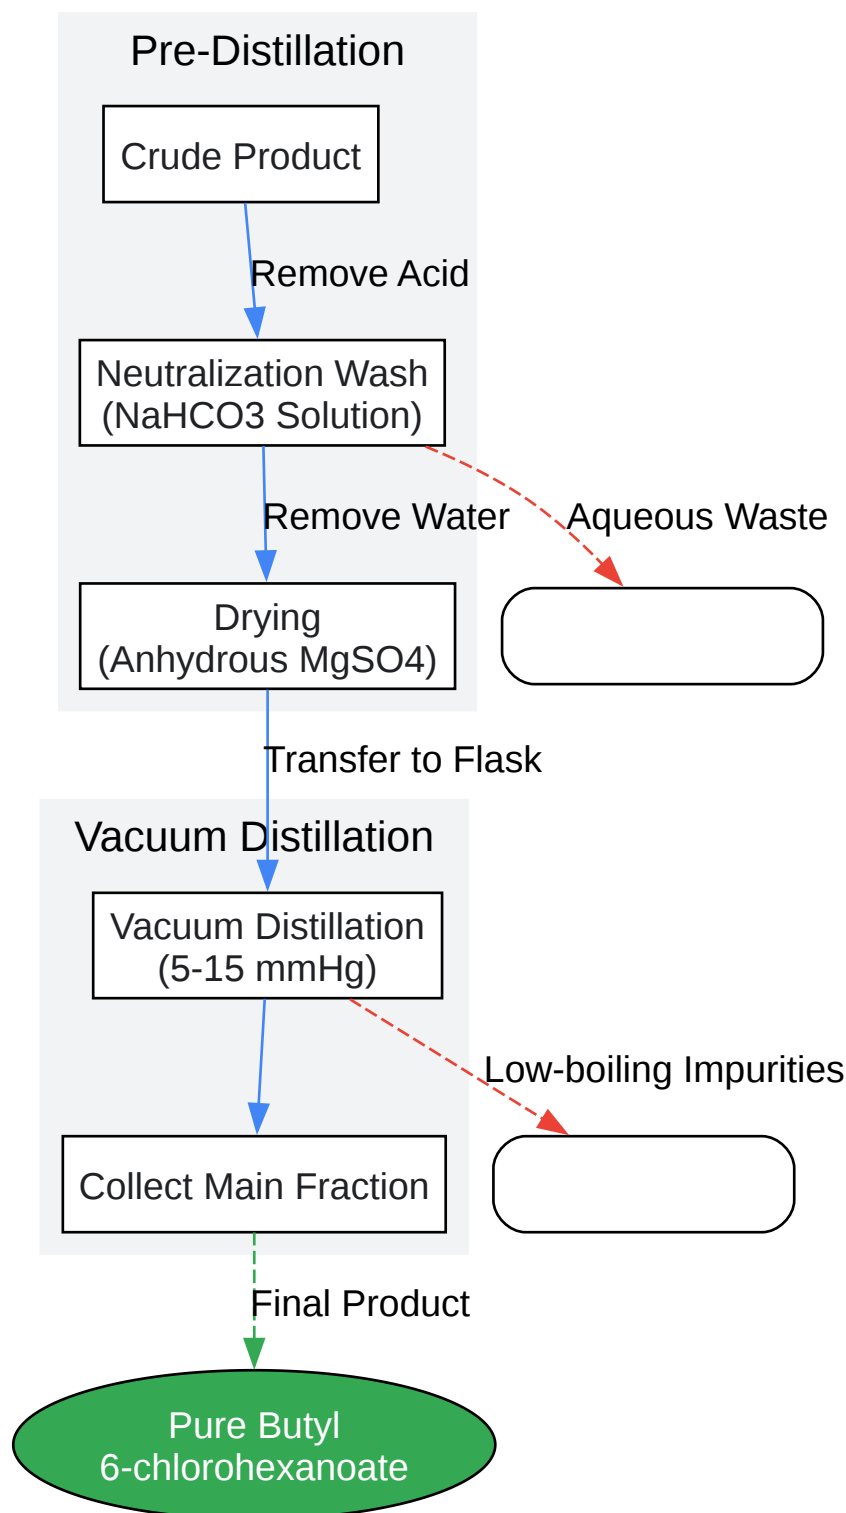 Pre-Distillation
Crude Product
Remove Acid
Neutralization Wash
(NaHCO3 Solution)
Remove Water
Aqueous Waste
Drying
(Anhydrous MgSO4)
Transfer to Flask
Vacuum Distillation
Vacuum Distillation
(5-15 mmHg)
Low-boiling Impurities
Collect Main Fraction
Final Product
Pure Butyl
6-chlorohexanoate